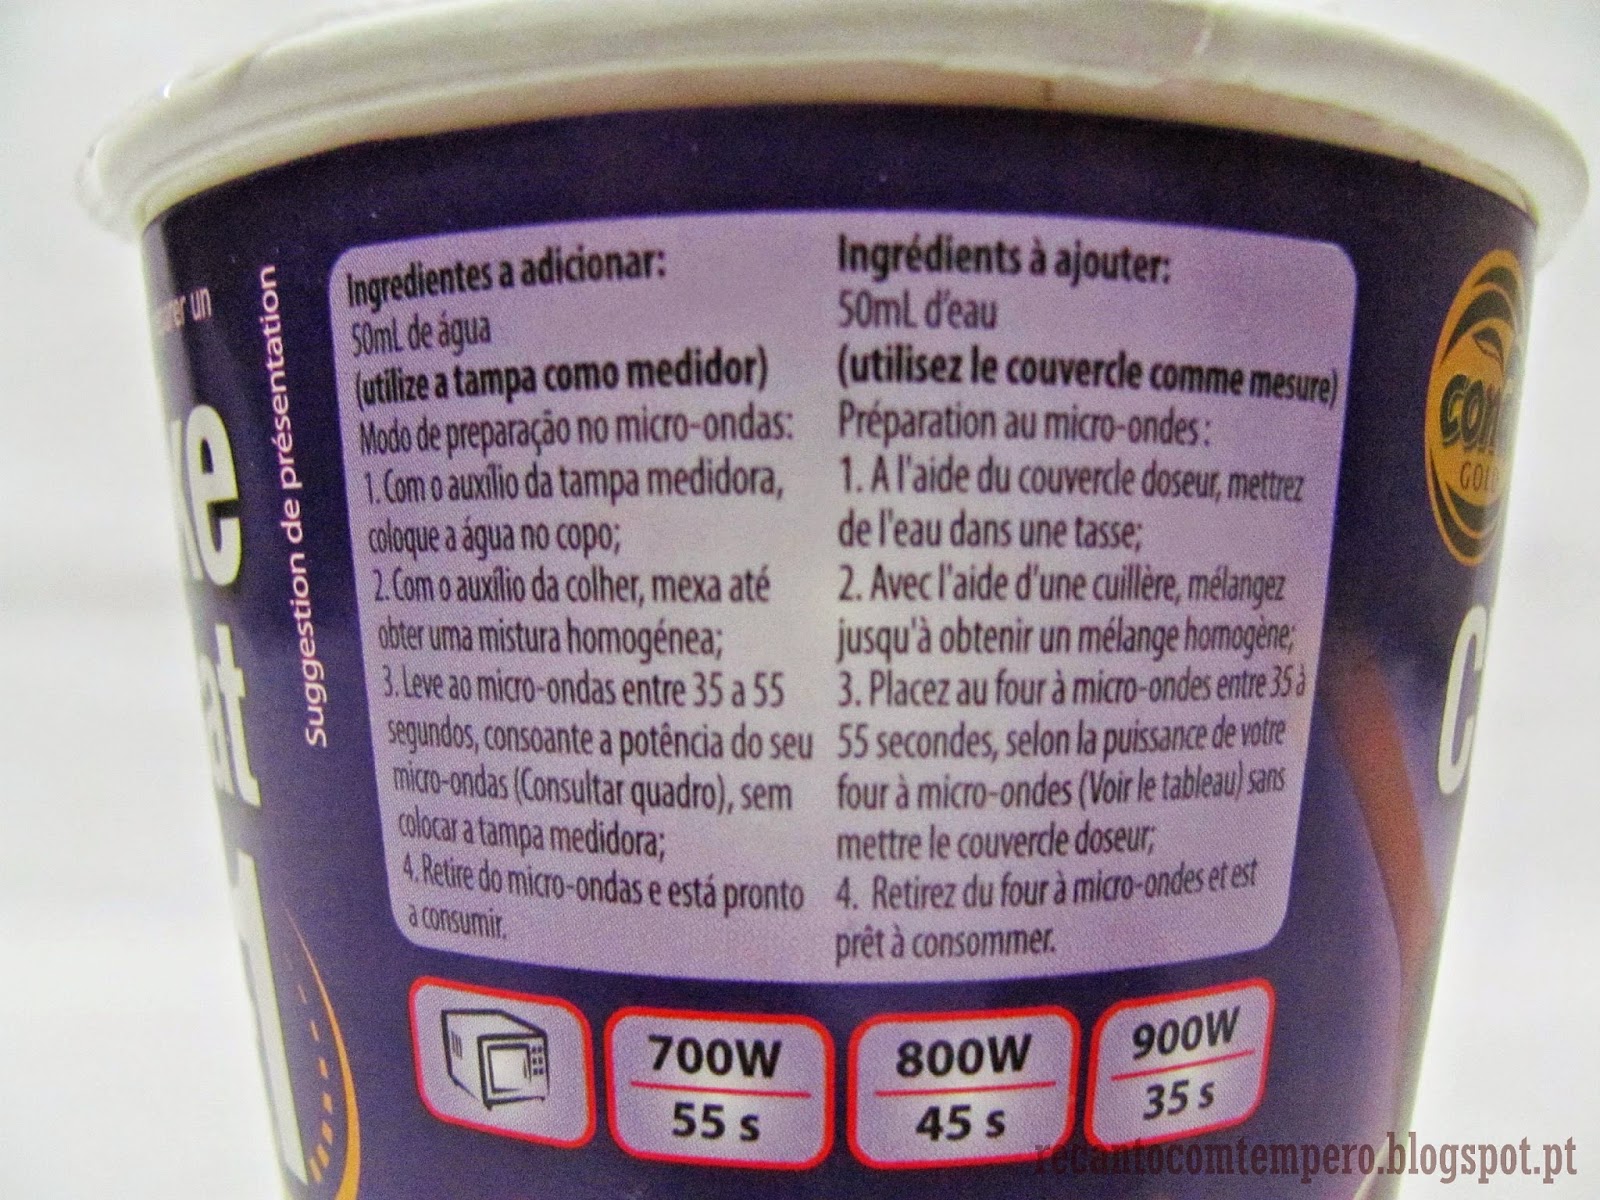 un
ke
at
Suggestion de présentation
Ingredientes a adicionar:
50mL de água
(utilize a tampa como medidor)
Modo de preparação no micro-ondas:
1. Com o auxílio da tampa medidora,
coloque a água no copo;
2. Com o auxílio da colher, mexa até
obter uma mistura homogénea;
3. Leve ao micro-ondas entre 35 a 55
segundos, consoante a potência do seu
micro-ondas (Consultar quadro), sem
colocar a tampa medidora;
4. Retire do micro-ondas e está pronto
a consumir.
Ingrédients à ajouter:
50mL d'eau
(utilisez le couvercle comme mesure)
Préparation au micro-ondes :
1. A l'aide du couvercle doseur, mettrez
de l'eau dans une tasse;
2. Avec l'aide d'une cuillère, mélangez
jusqu'à obtenir un mélange homogène;
3. Placez au four à micro-ondes entre 35 à
55 secondes, selon la puissance de votre
four à micro-ondes (Voir le tableau) sans
mettre le couvercle doseur;
4. Retirez du four à micro-ondes et est
prêt à consommer.
700W
55 s
800W
45 s
900W
35 s
GOLD
recantocomtempero.blogspot.pt